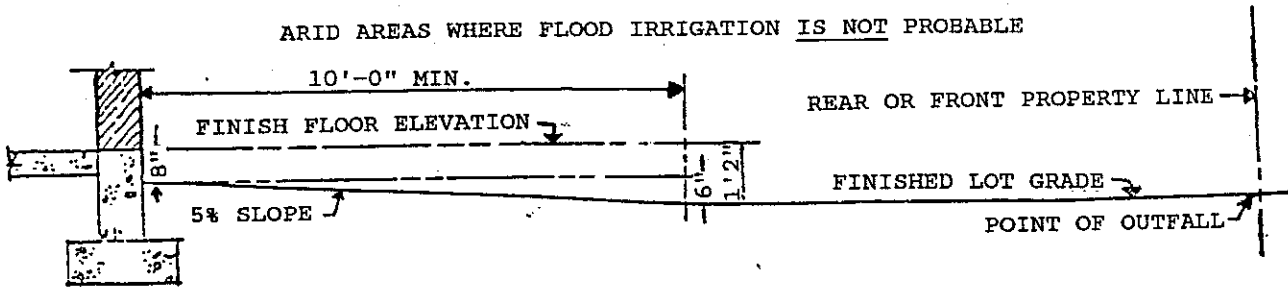 ARID AREAS WHERE FLOOD IRRIGATION IS NOT PROBABLE
10'-0" MIN.
REAR OR FRONT PROPERTY LINE
FINISH FLOOR ELEVATION
8"
6"
1'2"
FINISHED LOT GRADE
5% SLOPE
POINT OF OUTFALL